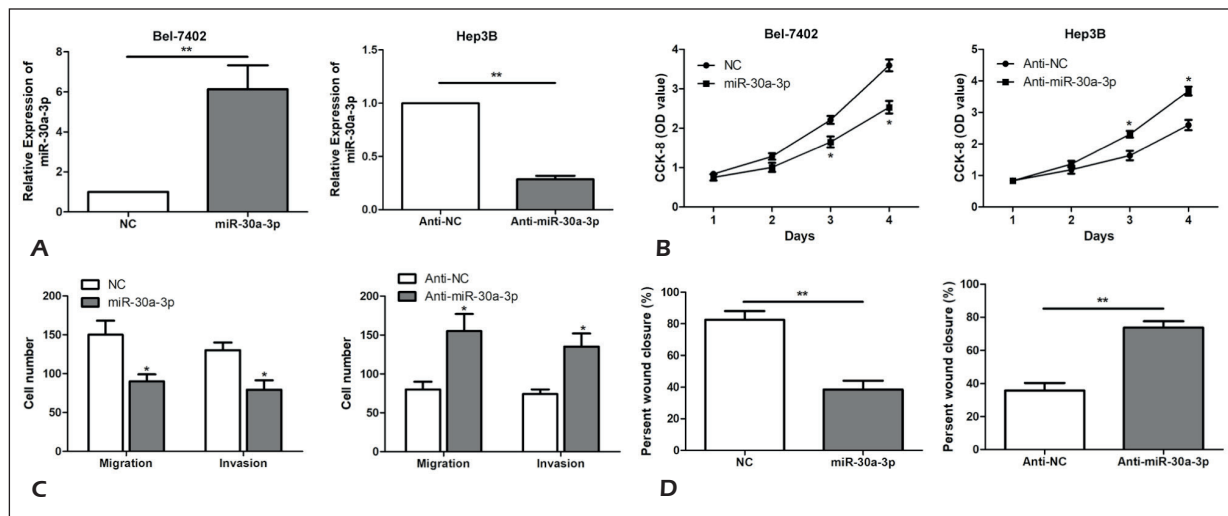 Bel-7402
Relative Expression of
miR-30a-3p
8
6
4
2
0
**
NC
miR-30a-3p
Hep3B
Relative Expression of
miR-30a-3p
1.5
1.0
0.5
0.0
**
Anti-NC
Anti-miR-30a-3p
A
Bel-7402
CCK-8 (OD value)
4
3
2
1
0
NC
miR-30a-3p
*
*
1
2
3
4
Days
Hep3B
CCK-8 (OD value)
5
4
3
2
1
0
Anti-NC
Anti-miR-30a-3p
*
*
1
2
3
4
Days
B
NC
miR-30a-3p
Cell number
200
150
100
50
0
*
*
Migration
Invasion
Anti-NC
Anti-miR-30a-3p
Cell number
200
150
100
50
0
*
*
Migration
Invasion
C
Persent wound closure (%)
100
80
60
40
20
0
**
NC
miR-30a-3p
Persent wound closure (%)
100
80
60
40
20
0
**
Anti-NC
Anti-miR-30a-3p
D